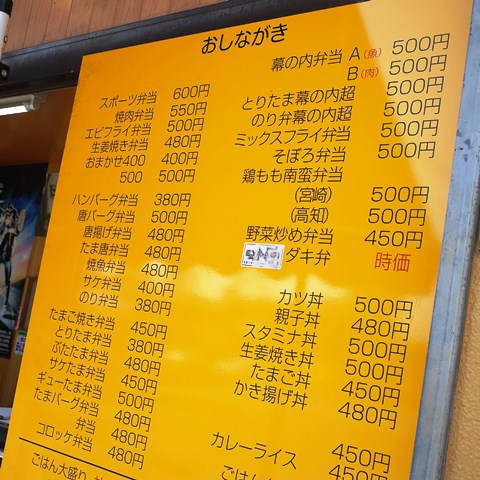 おしながき
幕の内弁当 A(魚) 500円
B(肉) 500円
とりたま幕の内超 500円
のり弁幕の内超 500円
ミックスフライ弁当 500円
そぼろ弁当 500円
鶏もも南蛮弁当
(宮崎) 500円
(高知) 500円
野菜炒め弁当 450円
ダキ弁 時価
カツ丼 500円
親子丼 480円
スタミナ丼 500円
生姜焼き丼 500円
たまご丼 450円
かき揚げ丼 480円
カレーライス 450円
ごはん 450円
スポーツ弁当 600円
焼肉弁当 550円
エビフライ弁当 500円
生姜焼き弁当 480円
おまかせ400 400円
500 500円
ハンバーグ弁当 380円
唐バーグ弁当 500円
唐揚げ弁当 480円
たま唐弁当 480円
焼魚弁当 480円
サケ弁当 400円
のり弁当 380円
たまご焼き弁当 450円
とりたま弁当 380円
ぶたたま弁当 480円
サケたま弁当 450円
ギューたま弁当 500円
たまバーグ弁当 480円
弁当 480円
コロッケ弁当 480円
ごはん大盛り